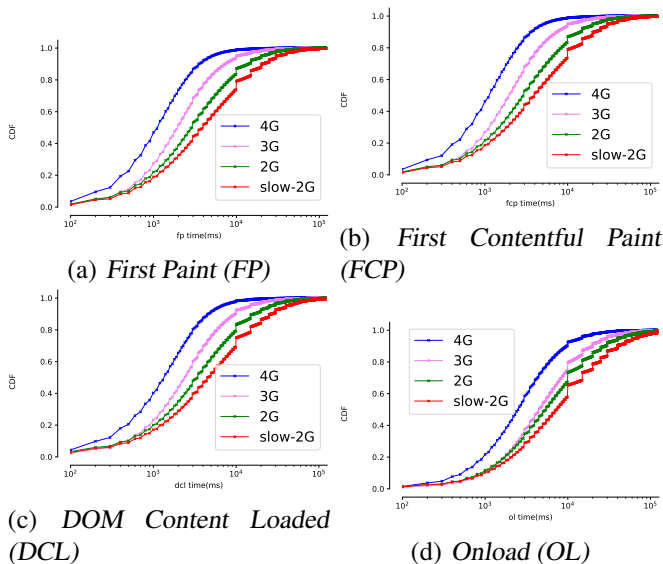 1.0
0.8
0.6
0.4
0.2
0.0
CDF
4G
3G
2G
slow-2G
10² 10³ 10⁴ 10⁵
fp time(ms)
(a) First Paint (FP)
1.0
0.8
0.6
0.4
0.2
0.0
CDF
4G
3G
2G
slow-2G
10² 10³ 10⁴ 10⁵
fcp time(ms)
(b) First Contentful Paint
(FCP)
1.0
0.8
0.6
0.4
0.2
0.0
CDF
4G
3G
2G
slow-2G
10² 10³ 10⁴ 10⁵
dcl time(ms)
(c) DOM Content Loaded
(DCL)
1.0
0.8
0.6
0.4
0.2
0.0
CDF
4G
3G
2G
slow-2G
10² 10³ 10⁴ 10⁵
ol time(ms)
(d) Onload (OL)